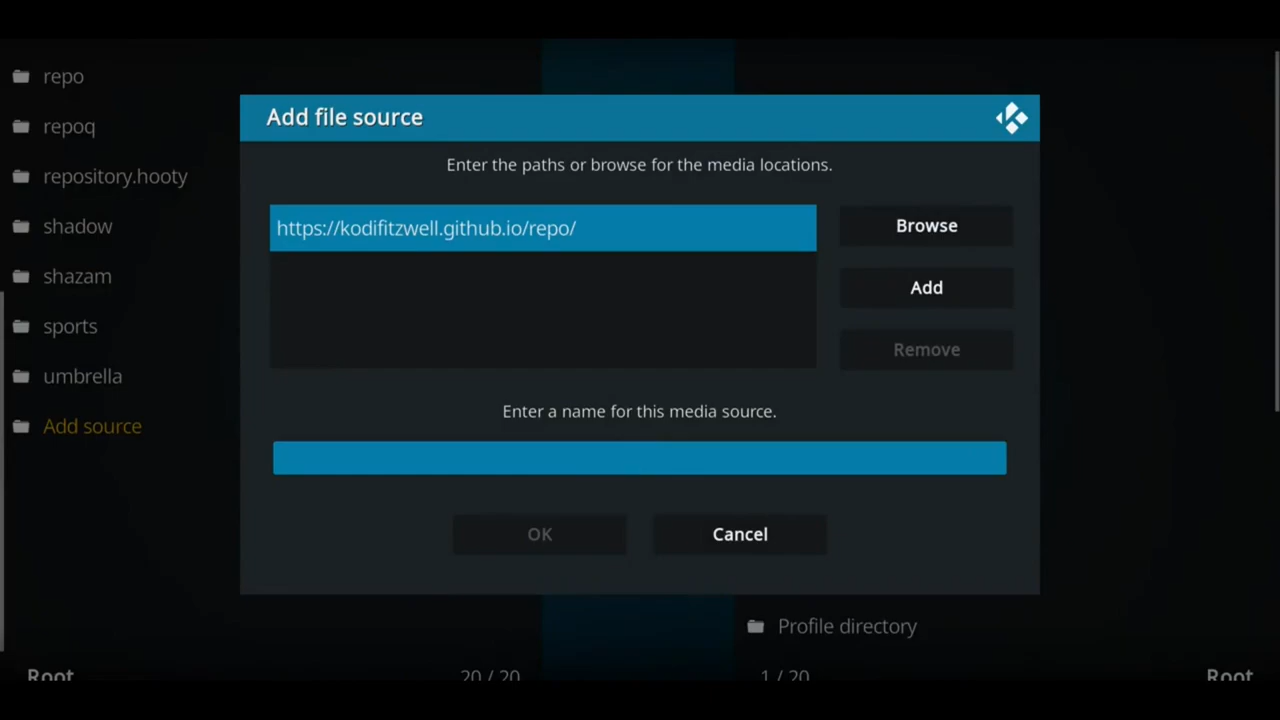 repo
repoq
repository.hooty
shadow
shazam
sports
umbrella
Add source
Add file source
Enter the paths or browse for the media locations.
https://kodifitzwell.github.io/repo/
Browse
Add
Remove
Enter a name for this media source.
OK
Cancel
Profile directory
Root
20 / 20
1 / 20
Root